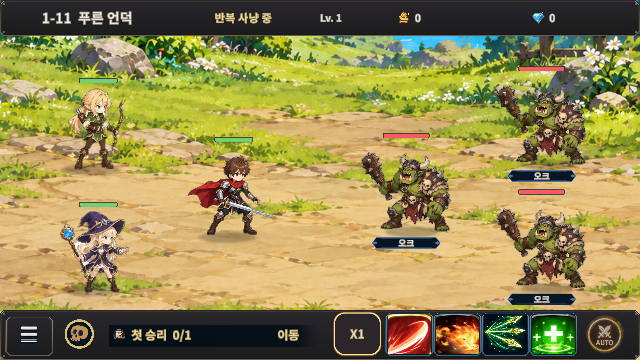 1-11 푸른 언덕
반복 사냥 중
Lv. 1
0
0
오크
오크
오크
첫 승리 0/1
이동
X1
AUTO